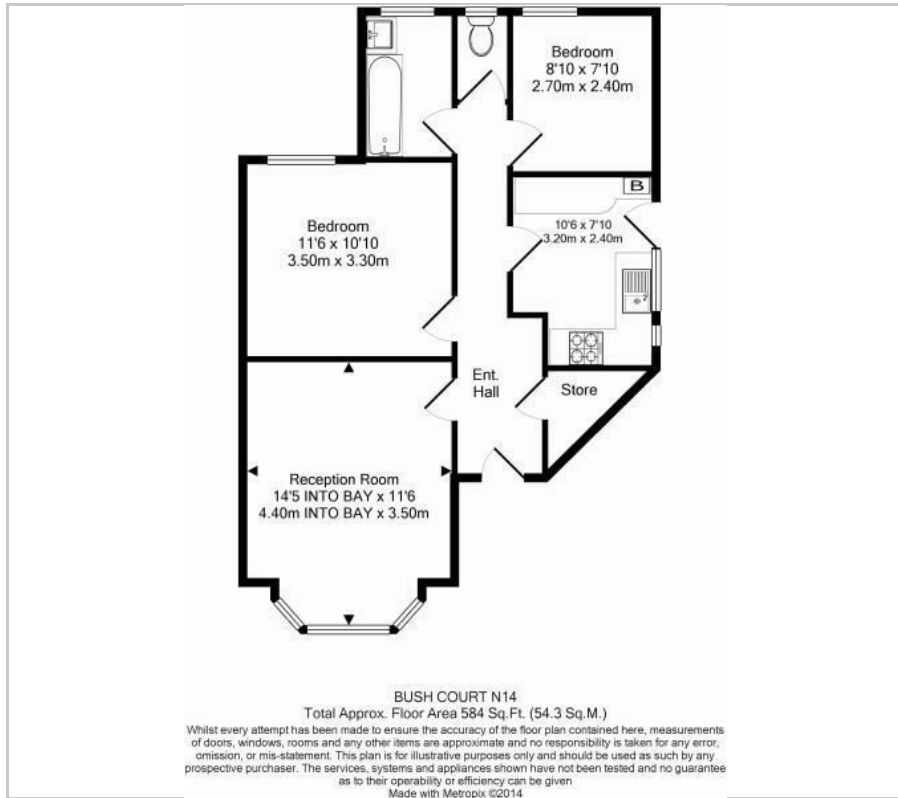 Bedroom
8'10 x 7'10
2.70m x 2.40m
B
10'6 x 7'10
3.20m x 2.40m
Bedroom
11'6 x 10'10
3.50m x 3.30m
Ent.
Hall
Store
Reception Room
14'5 INTO BAY x 11'6
4.40m INTO BAY x 3.50m
BUSH COURT N14
Total Approx. Floor Area 584 Sq.Ft. (54.3 Sq.M.)
Whilst every attempt has been made to ensure the accuracy of the floor plan contained here, measurements
of doors, windows, rooms and any other items are approximate and no responsibility is taken for any error,
omission, or mis-statement. This plan is for illustrative purposes only and should be used as such by any
prospective purchaser. The services, systems and appliances shown have not been tested and no guarantee
as to their operability or efficiency can be given
Made with Metropix ©2014